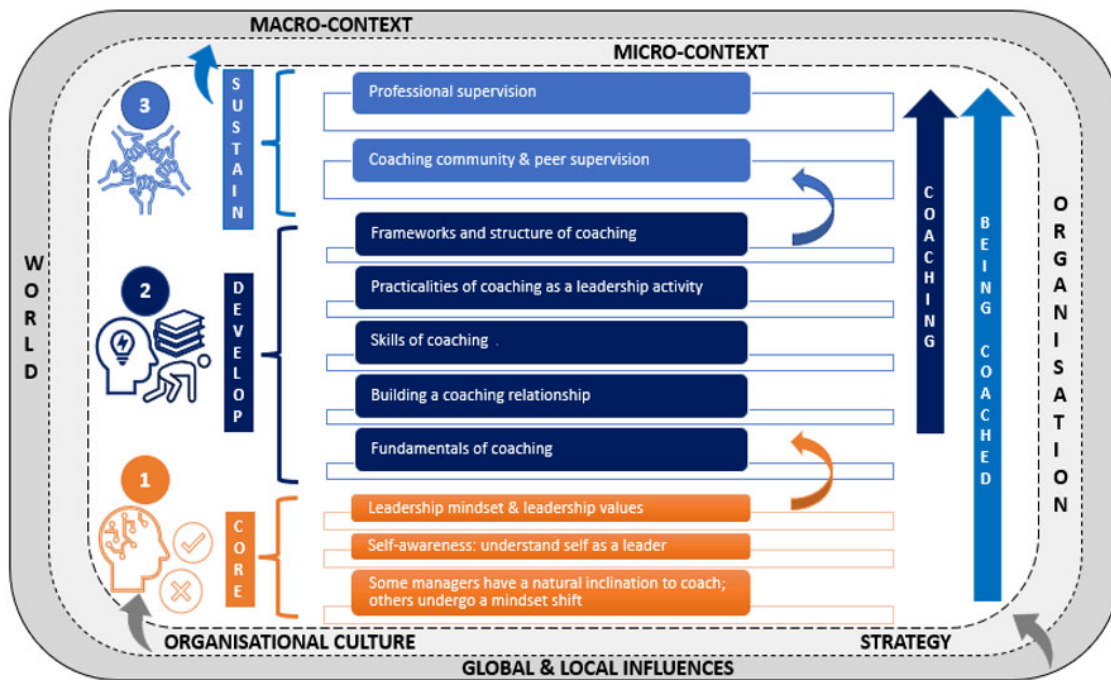 MACRO-CONTEXT
MICRO-CONTEXT
WORLD
ORGANISATION
3
SUSTAIN
Professional supervision
Coaching community & peer supervision
2
DEVELOP
Frameworks and structure of coaching
Practicalities of coaching as a leadership activity
Skills of coaching .
Building a coaching relationship
Fundamentals of coaching
1
CORE
Leadership mindset & leadership values
Self-awareness: understand self as a leader
Some managers have a natural inclination to coach;
others undergo a mindset shift
COACHING
BEING COACHED
ORGANISATIONAL CULTURE
STRATEGY
GLOBAL & LOCAL INFLUENCES